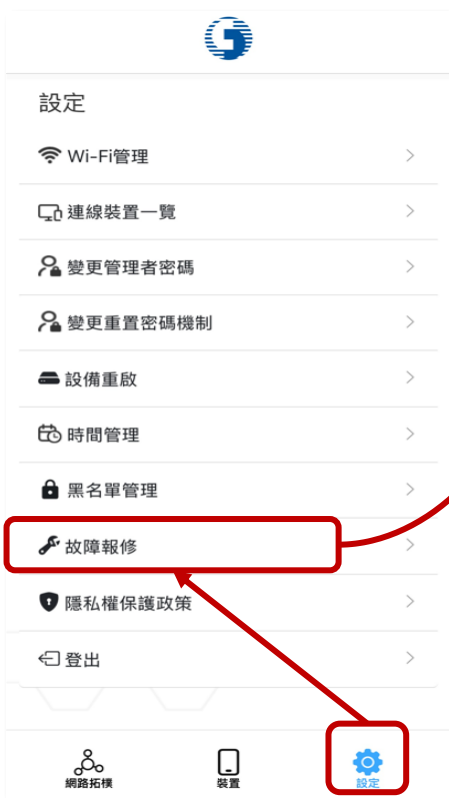 設定
Wi-Fi管理
連線裝置一覽
變更管理者密碼
變更重置密碼機制
設備重啟
時間管理
黑名單管理
故障報修
隱私權保護政策
登出
網路拓樸
裝置
設定